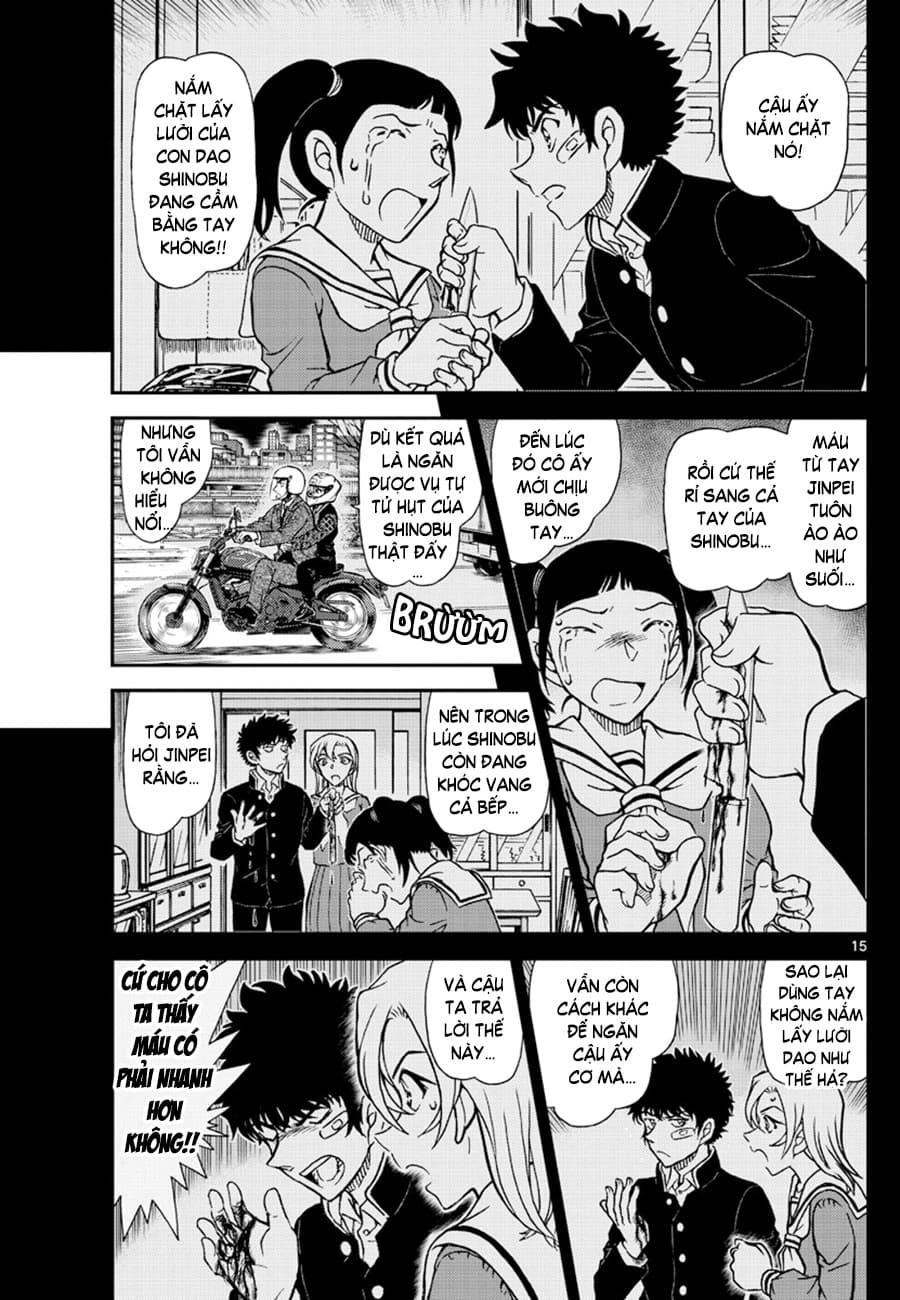 CẬU ẤY
NẮM CHẶT
NÓ!
NẮM
CHẶT LẤY
LƯỠI CỦA
CON DAO
SHINOBU
ĐANG CẦM
BẰNG TAY
KHÔNG!!
MÁU
TỪ TAY
JINPEI
TUÔN
ÀO ÀO
NHƯ
SUỐI...
RỒI CỨ THẾ
RỈ SANG CẢ
TAY CỦA
SHINOBU...
ĐẾN LÚC
ĐÓ CÔ ẤY
MỚI CHỊU
BUÔNG
TAY...
DÙ KẾT QUẢ
LÀ NGĂN
ĐƯỢC VỤ TỰ
TỬ HỤT CỦA
SHINOBU
THẬT ĐẤY
...
NHƯNG
TÔI VẪN
KHÔNG
HIỂU
NỔI...
BRỪỪM
NÊN TRONG
LÚC SHINOBU
CÒN ĐANG
KHÓC VANG
CẢ BẾP...
TÔI ĐÃ
HỎI JINPEI
RẰNG...
15
SAO LẠI
DÙNG TAY
KHÔNG NẮM
LẤY LƯỠI
DAO NHƯ
THẾ HẢ?
VẪN CÒN
CÁCH KHÁC
ĐỂ NGĂN
CẬU ẤY
CƠ MÀ...
VÀ CẬU
TA TRẢ
LỜI THẾ
NÀY...
CỨ CHO CÔ
TA THẤY
MÁU CÓ
PHẢI NHANH
HƠN
KHÔNG!!